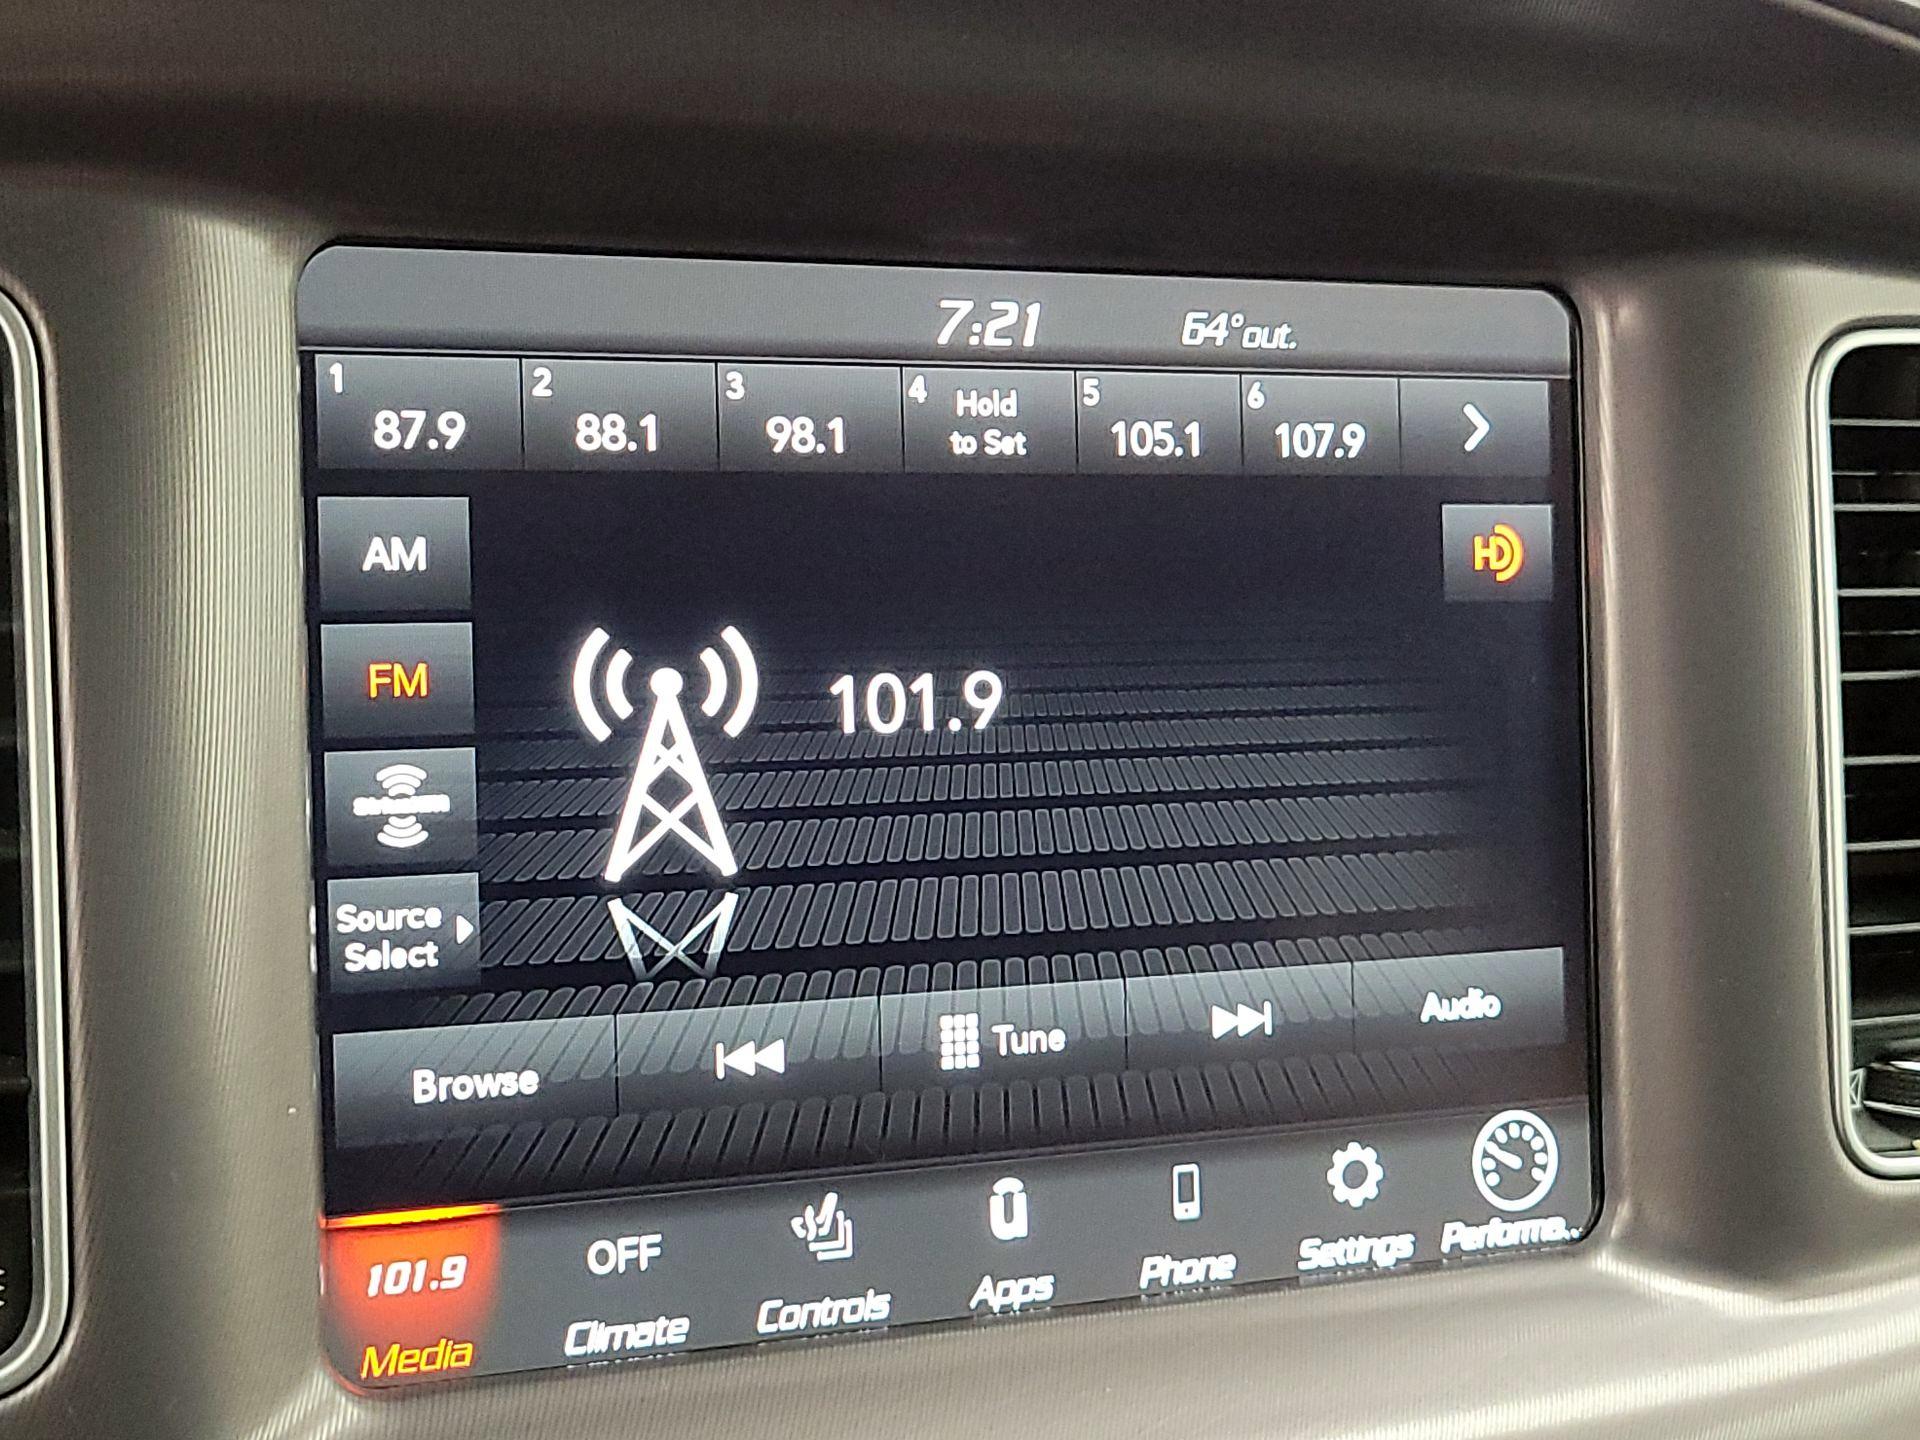 7:21 64°out.
1 87.9
2 88.1
3 98.1
4 Hold
to Set
5 105.1
6 107.9
AM
HD
FM
101.9
Source
Select
Browse
Tune
Audio
101.9
Media
OFF
Climate
Controls
Apps
Phone
Settings
Performa...